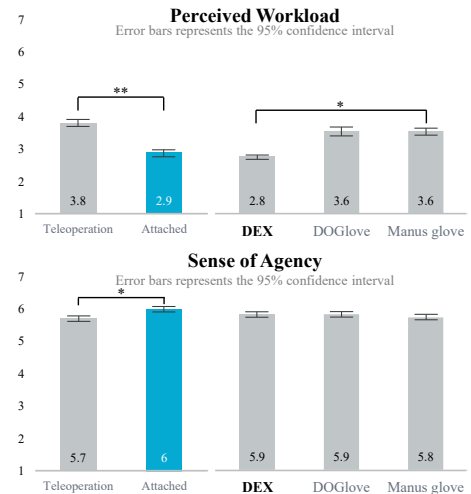 Perceived Workload
Error bars represents the 95% confidence interval
7
6
5
4
3
2
1
**
*
3.8
2.9
2.8
3.6
3.6
Teleoperation
Attached
DEX
DOGlove
Manus glove
Sense of Agency
Error bars represents the 95% confidence interval
7
6
5
4
3
2
1
*
5.7
6
5.9
5.9
5.8
Teleoperation
Attached
DEX
DOGlove
Manus glove